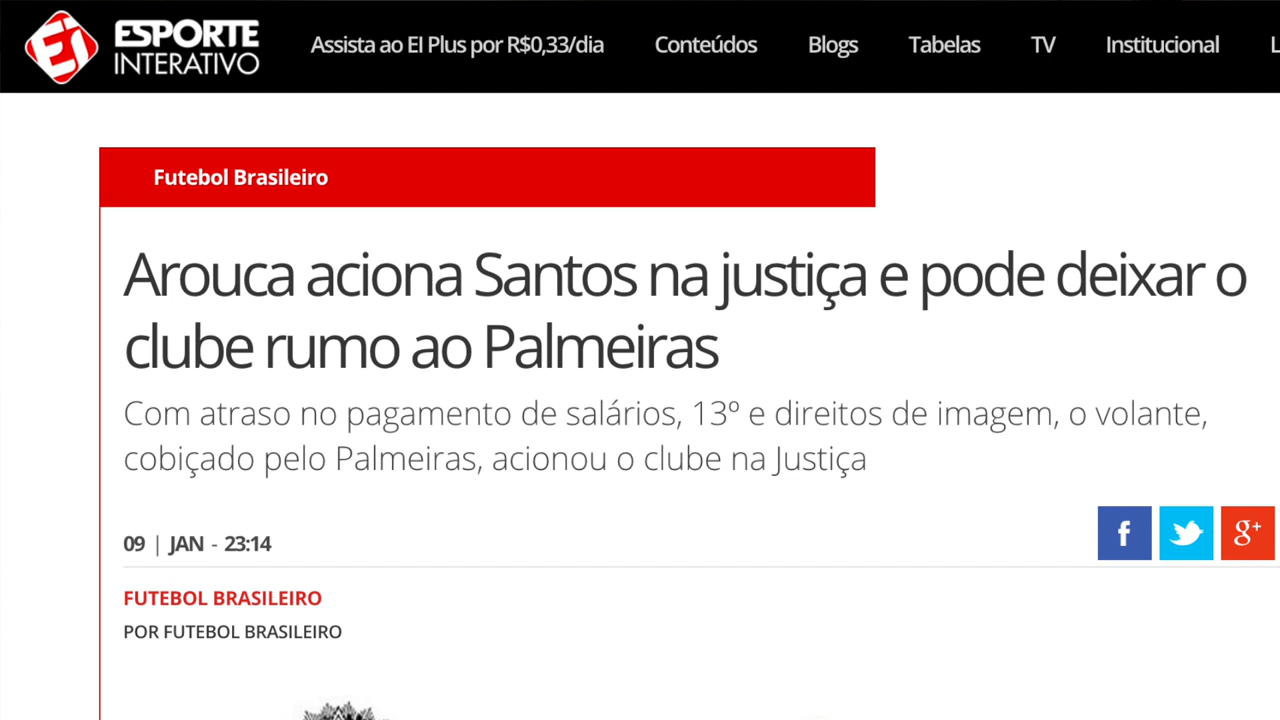 EI ESPORTE INTERATIVO
Assista ao EI Plus por R$0,33/dia Conteúdos Blogs Tabelas TV Institucional L
Futebol Brasileiro
Arouca aciona Santos na justiça e pode deixar o
clube rumo ao Palmeiras
Com atraso no pagamento de salários, 13º e direitos de imagem, o volante,
cobiçado pelo Palmeiras, acionou o clube na Justiça
09 | JAN - 23:14
f g+
FUTEBOL BRASILEIRO
POR FUTEBOL BRASILEIRO